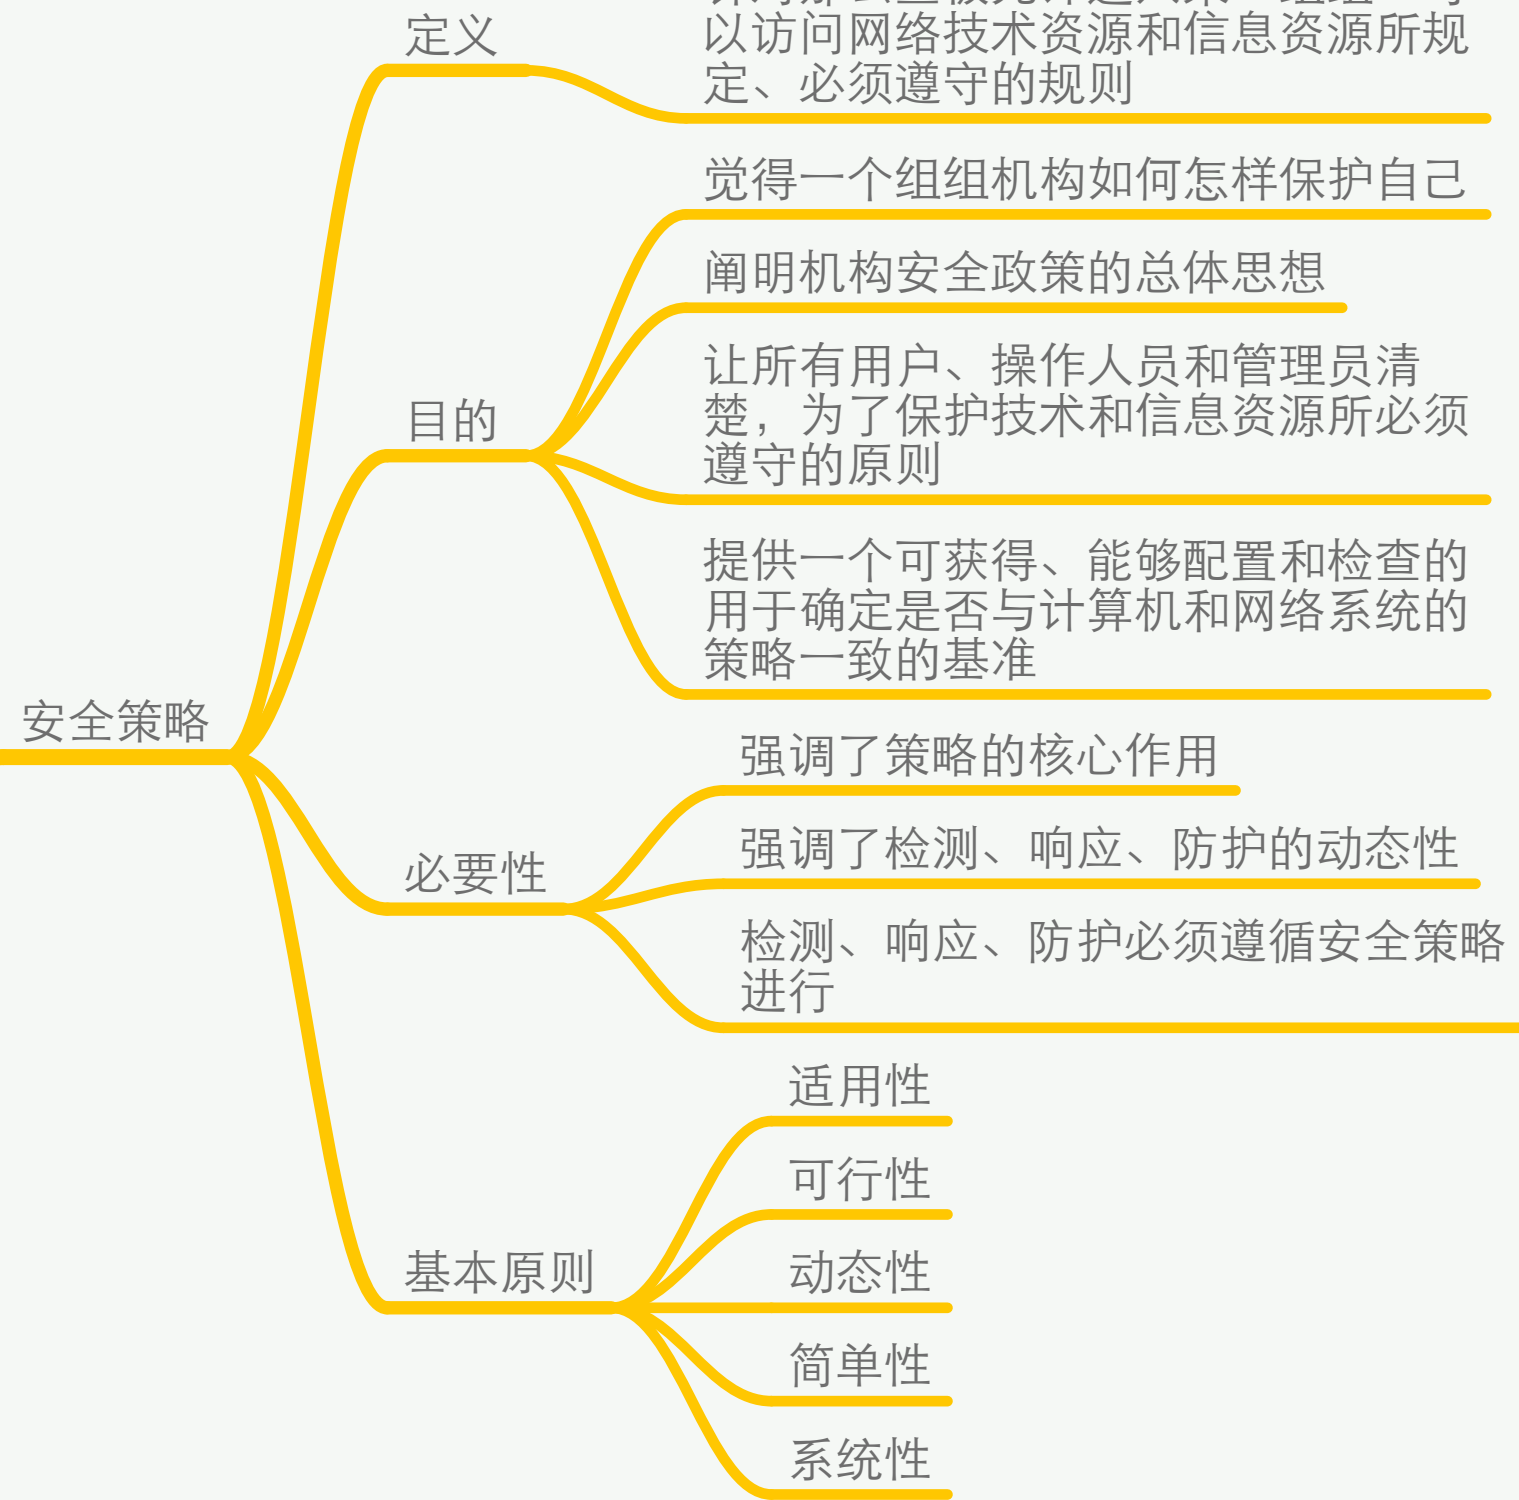 定义
以访问网络技术资源和信息资源所规
定、必须遵守的规则
觉得一个组组机构如何怎样保护自己
阐明机构安全政策的总体思想
目的
让所有用户、操作人员和管理员清
楚，为了保护技术和信息资源所必须
遵守的原则
提供一个可获得、能够配置和检查的
用于确定是否与计算机和网络系统的
策略一致的基准
安全策略
必要性
强调了策略的核心作用
强调了检测、响应、防护的动态性
检测、响应、防护必须遵循安全策略
进行
基本原则
适用性
可行性
动态性
简单性
系统性